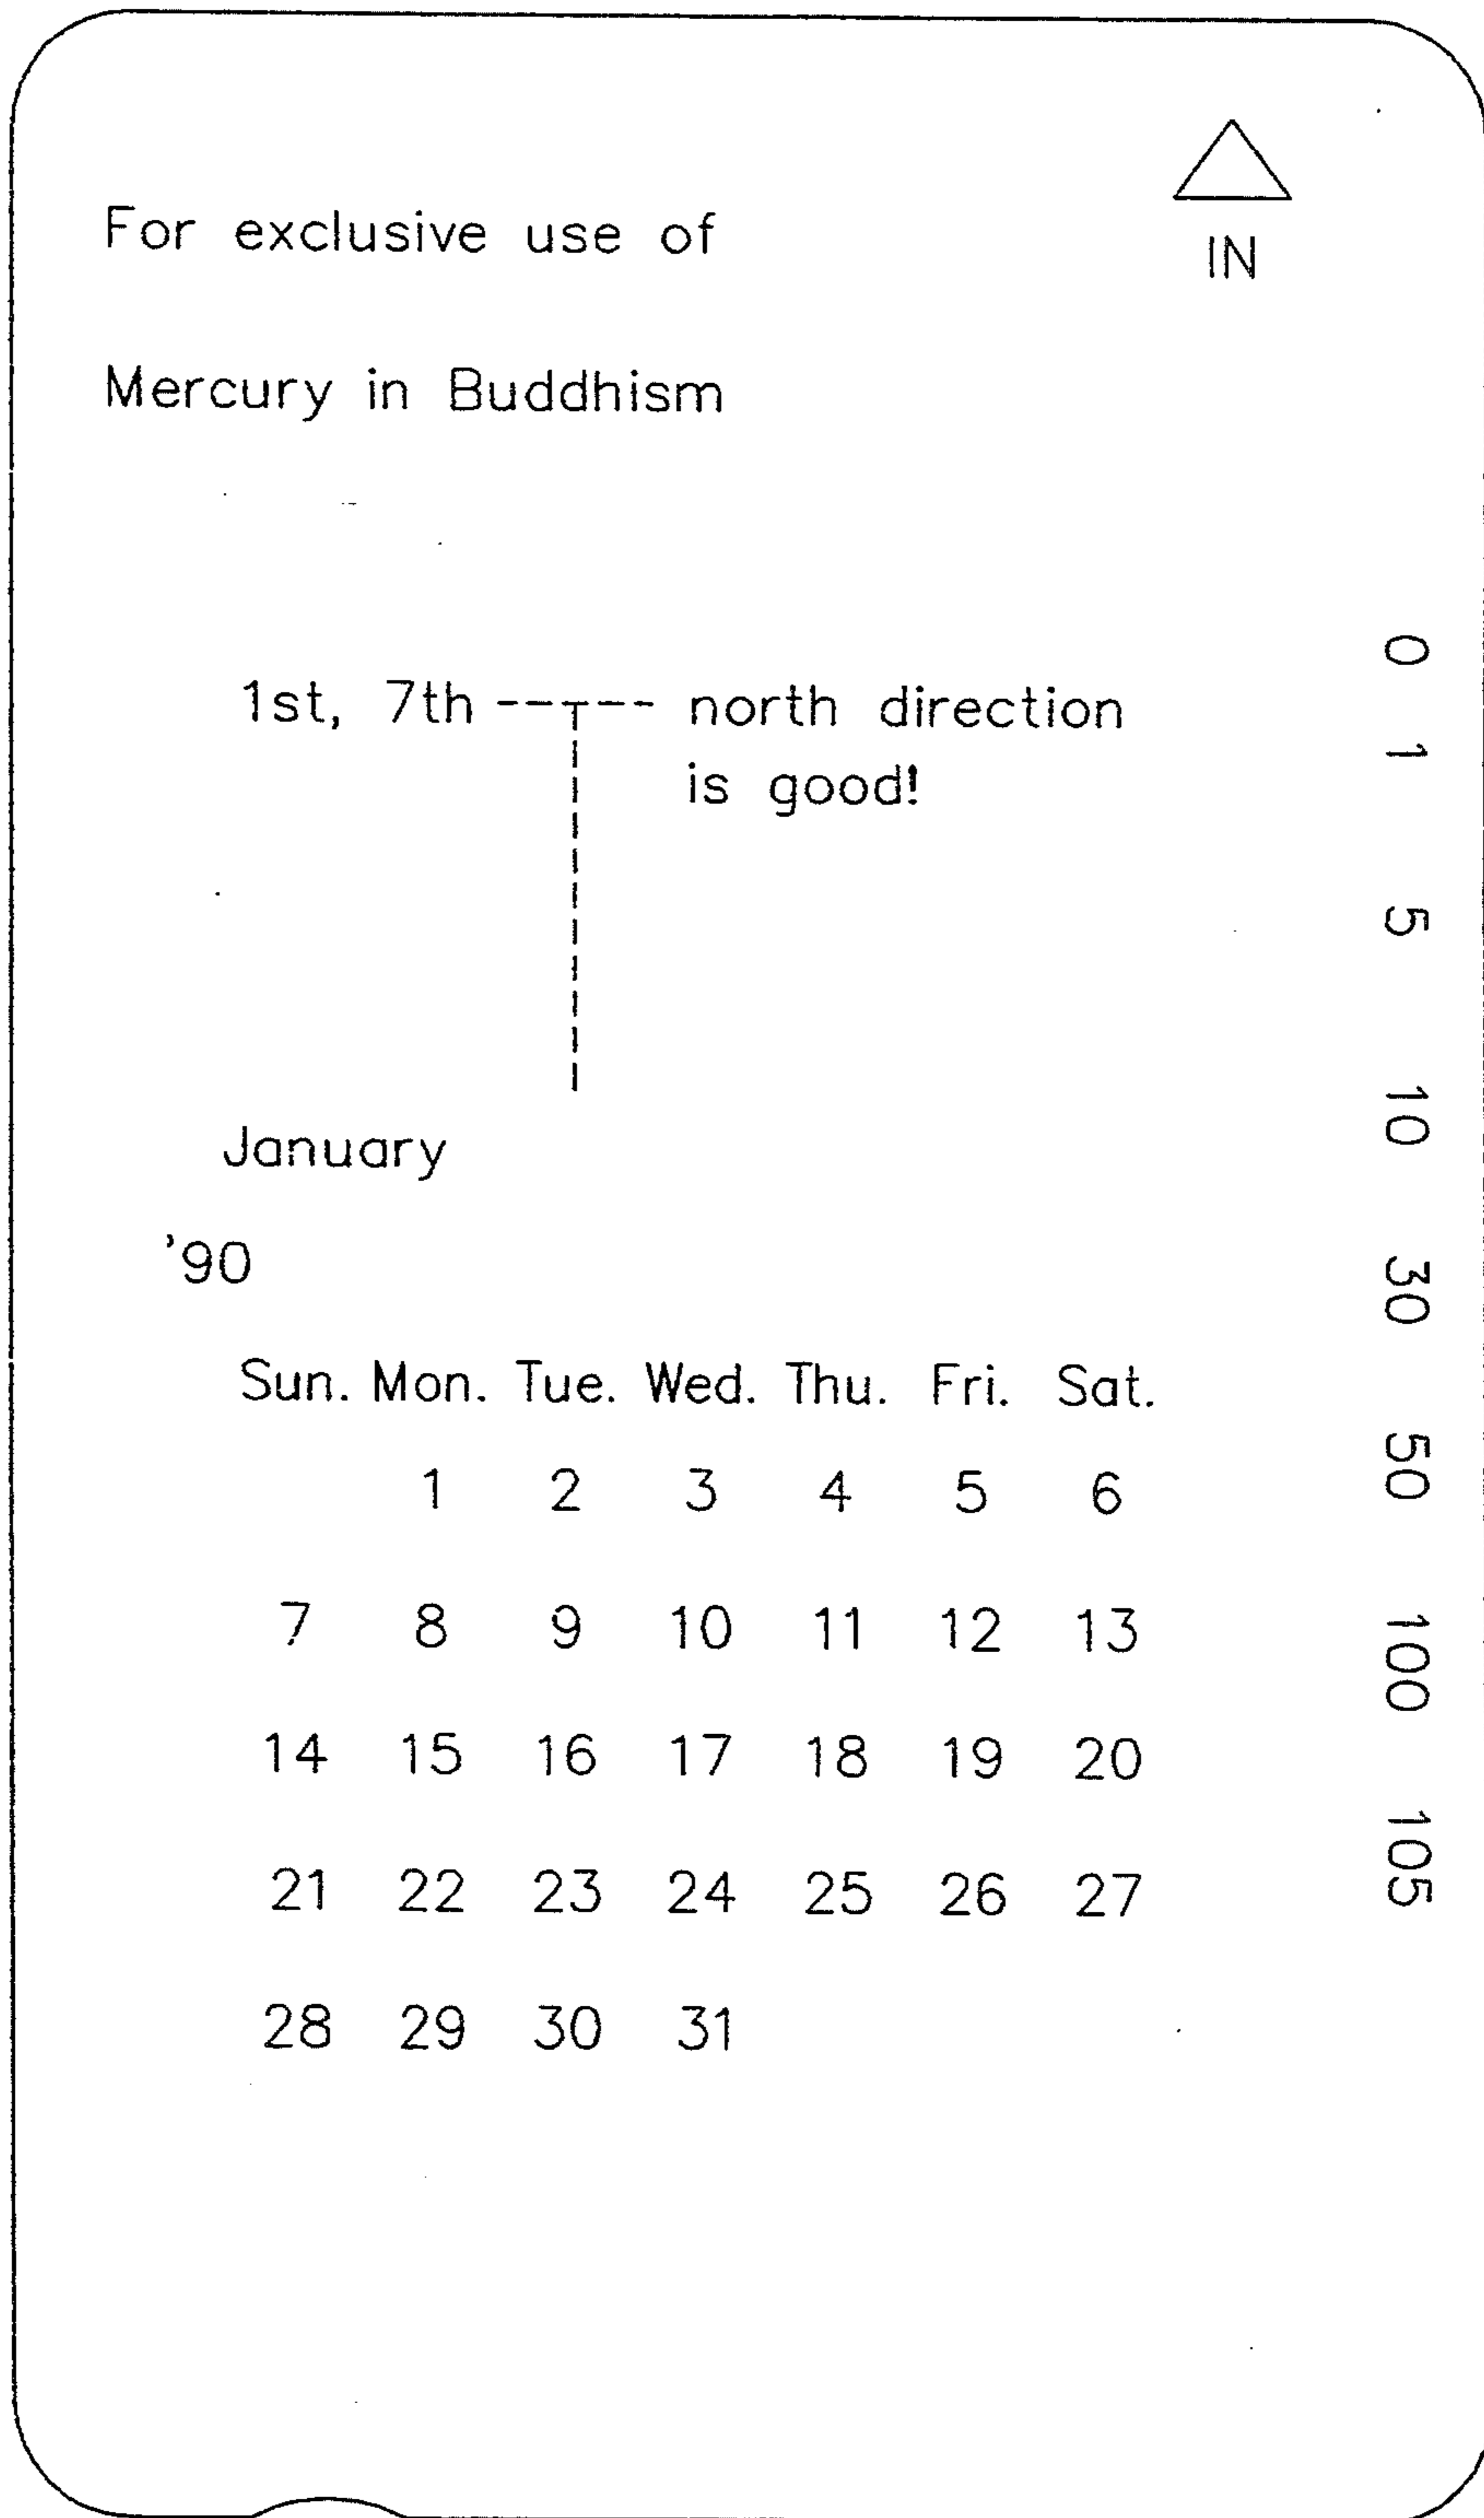 IN
For exclusive use of
Mercury in Buddhism
1st, 7th ------- north direction
is good!
January
'90
Sun. Mon. Tue. Wed. Thu. Fri. Sat.
1 2 3 4 5 6
7 8 9 10 11 12 13
14 15 16 17 18 19 20
21 22 23 24 25 26 27
28 29 30 31
0 1 5 10 30 50 100 105